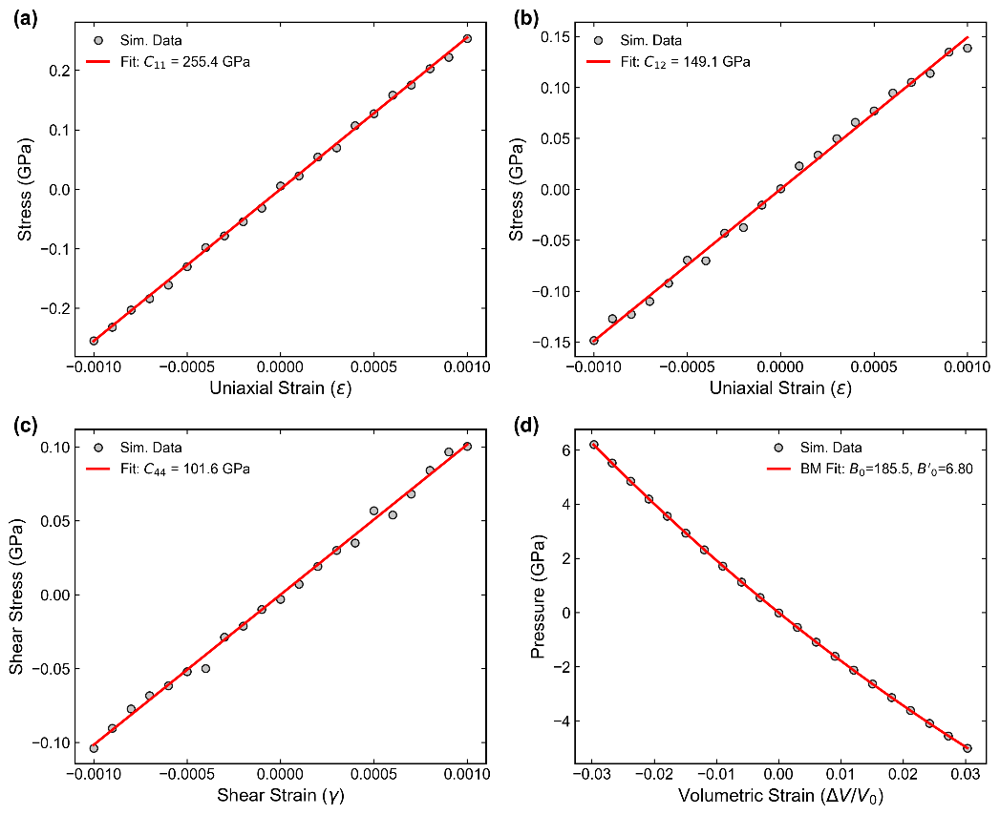 (a)
Sim. Data
Fit: C₁₁ = 255.4 GPa
0.2
0.1
0.0
−0.1
−0.2
Stress (GPa)
−0.0010 −0.0005 0.0000 0.0005 0.0010
Uniaxial Strain (ε)
(b)
Sim. Data
Fit: C₁₂ = 149.1 GPa
0.15
0.10
0.05
0.00
−0.05
−0.10
−0.15
Stress (GPa)
−0.0010 −0.0005 0.0000 0.0005 0.0010
Uniaxial Strain (ε)
(c)
Sim. Data
Fit: C₄₄ = 101.6 GPa
0.10
0.05
0.00
−0.05
−0.10
Shear Stress (GPa)
−0.0010 −0.0005 0.0000 0.0005 0.0010
Shear Strain (γ)
(d)
Sim. Data
BM Fit: B₀=185.5, B′₀=6.80
6
4
2
0
−2
−4
Pressure (GPa)
−0.03 −0.02 −0.01 0.00 0.01 0.02 0.03
Volumetric Strain (ΔV/V₀)